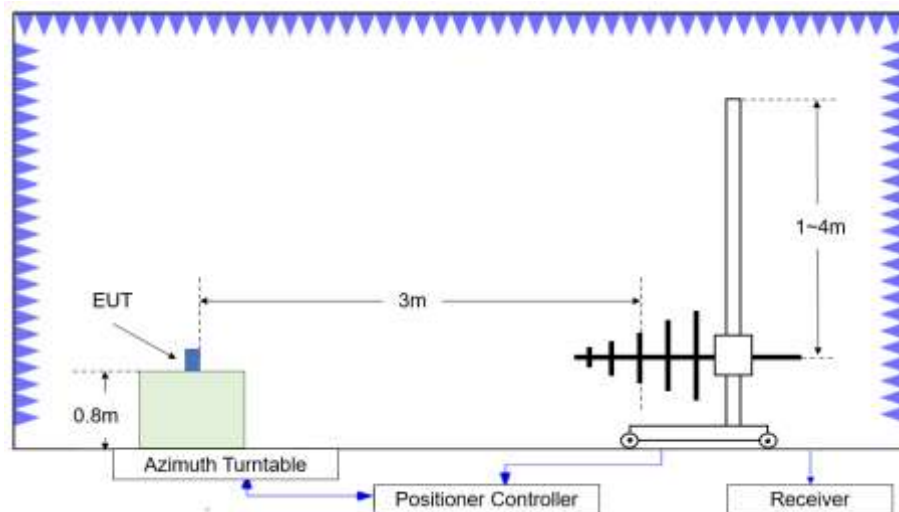 1~4m
3m
EUT
0.8m
Azimuth Turntable
Positioner Controller
Receiver